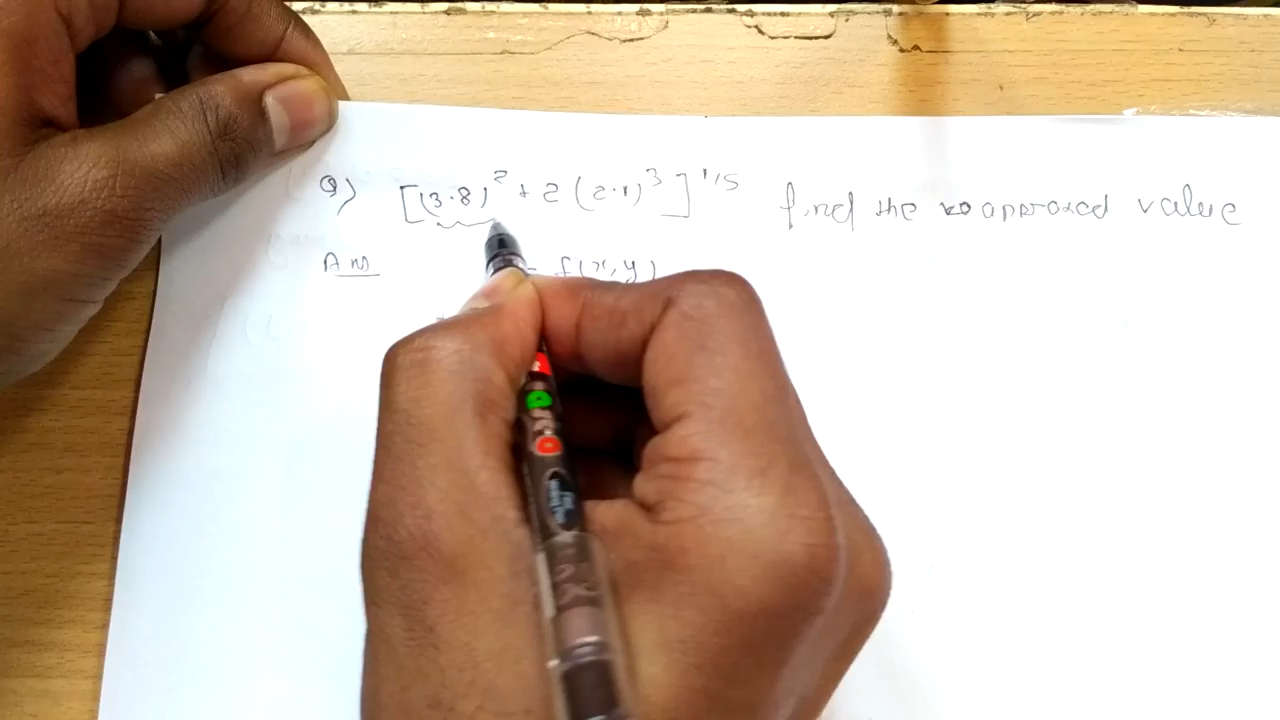 Q) [(3.8)² + 2 (2.1)³]^1/5 find the approxed value
Ans = f(x,y)